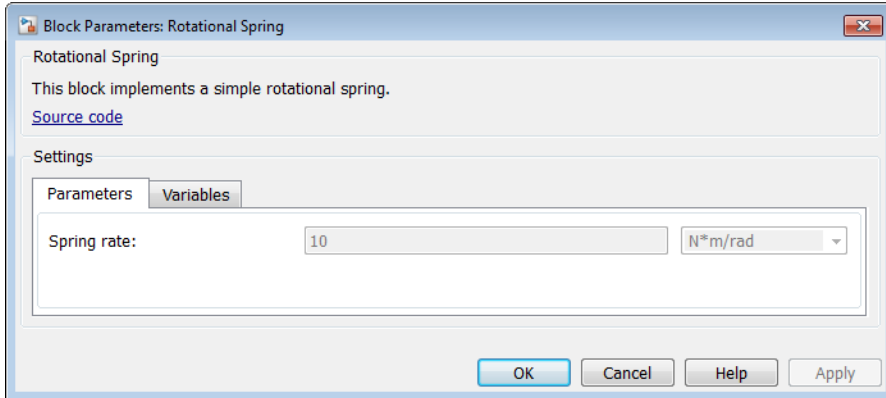 Block Parameters: Rotational Spring
Rotational Spring
This block implements a simple rotational spring.
Source code
Settings
Parameters Variables
Spring rate: 10 N*m/rad
OK Cancel Help Apply